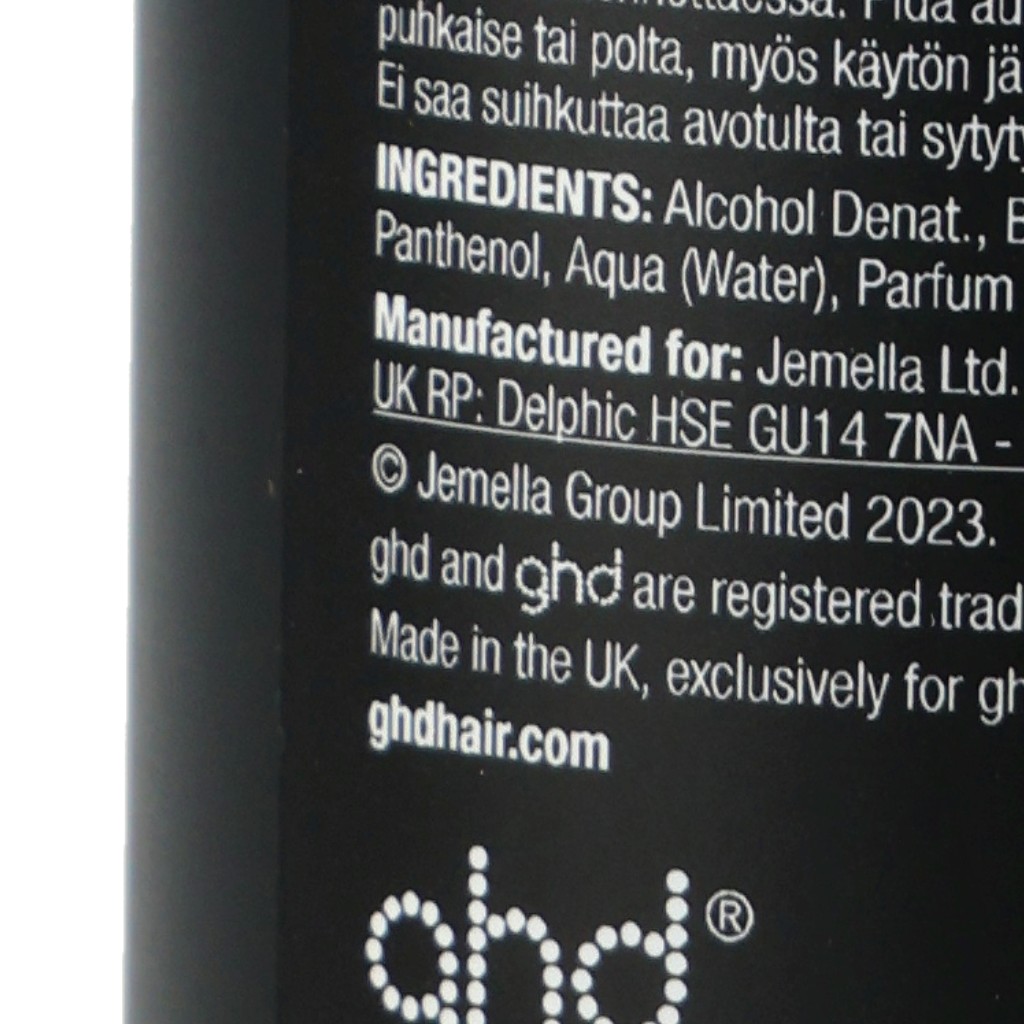 puhkaise tai polta, myös käytön
Ei saa suihkuttaa avotulta tai
INGREDIENTS: Alcohol Denat.,
Panthenol, Aqua (Water), Parfum
Manufactured for: Jemella Ltd.
UK RP: Delphic HSE GU14 7NA -
© Jemella Group Limited 2023.
ghd and ghd are registered
Made in the UK, exclusively for
ghdhair.com
ghd®